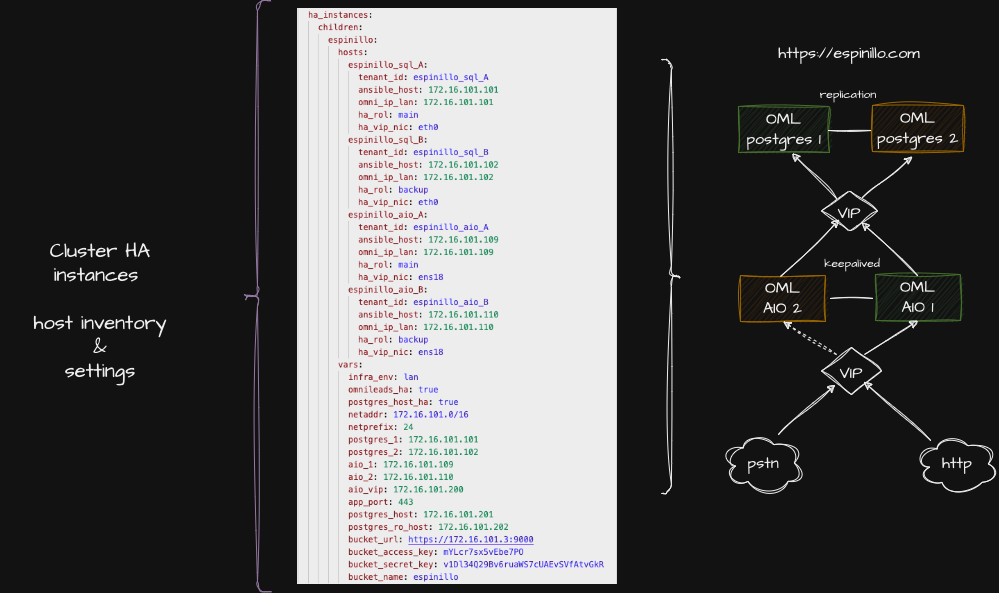 Cluster HA
instances
host inventory
&
settings
ha_instances:
children:
espinillo:
hosts:
espinillo_sql_A:
tenant_id: espinillo_sql_A
ansible_host: 172.16.101.101
omni_ip_lan: 172.16.101.101
ha_rol: main
ha_vip_nic: eth0
espinillo_sql_B:
tenant_id: espinillo_sql_B
ansible_host: 172.16.101.102
omni_ip_lan: 172.16.101.102
ha_rol: backup
ha_vip_nic: eth0
espinillo_aio_A:
tenant_id: espinillo_aio_A
ansible_host: 172.16.101.109
omni_ip_lan: 172.16.101.109
ha_rol: main
ha_vip_nic: ens18
espinillo_aio_B:
tenant_id: espinillo_aio_B
ansible_host: 172.16.101.110
omni_ip_lan: 172.16.101.110
ha_rol: backup
ha_vip_nic: ens18
vars:
infra_env: lan
omnileads_ha: true
postgres_host_ha: true
netaddr: 172.16.101.0/16
netprefix: 24
postgres_1: 172.16.101.101
postgres_2: 172.16.101.102
aio_1: 172.16.101.109
aio_2: 172.16.101.110
aio_vip: 172.16.101.200
app_port: 443
postgres_host: 172.16.101.201
postgres_ro_host: 172.16.101.202
bucket_url: https://172.16.101.3:9000
bucket_access_key: mYLcr7sx5vEbe7PO
bucket_secret_key: v1Dl34Q29Bv6ruaWS7cUAEvSVfAtvGkR
bucket_name: espinillo
https://espinillo.com
replication
OML
postgres 1
OML
postgres 2
VIP
keepalived
OML
AIO 2
OML
AIO 1
VIP
pstn
http